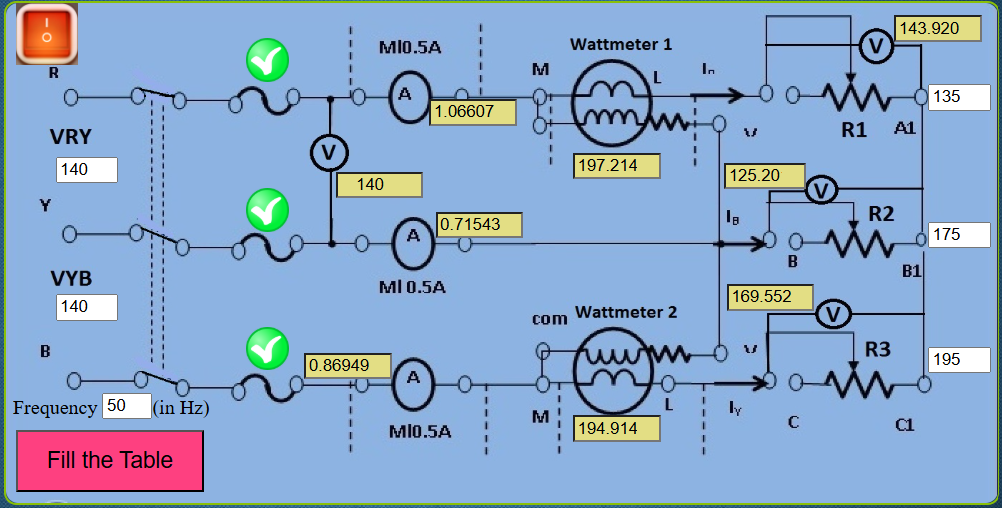 I
O
R
MI0.5A
Wattmeter 1
143.920
M
L
V
A
1.06607
135
VRY
R1
A1
V
V
140
197.214
125.20
140
V
Y
0.71543
I_B
R2
A
175
B
B1
VYB
MI 0.5A
169.552
140
com
Wattmeter 2
V
B
V
R3
0.86949
195
A
Frequency 50 (in Hz)
M
L
I_Y
C
C1
MI0.5A
194.914
Fill the Table